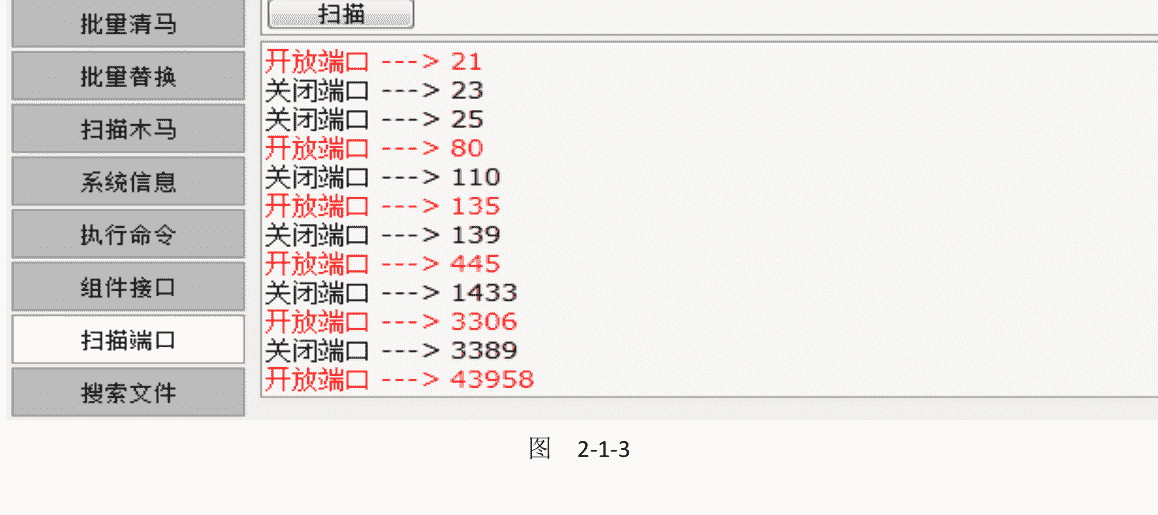 批量清马
批量替换
扫描木马
系统信息
执行命令
组件接口
扫描端口
搜索文件
扫描
开放端口 ---> 21
关闭端口 ---> 23
关闭端口 ---> 25
开放端口 ---> 80
关闭端口 ---> 110
开放端口 ---> 135
关闭端口 ---> 139
开放端口 ---> 445
关闭端口 ---> 1433
开放端口 ---> 3306
关闭端口 ---> 3389
开放端口 ---> 43958
图 2-1-3